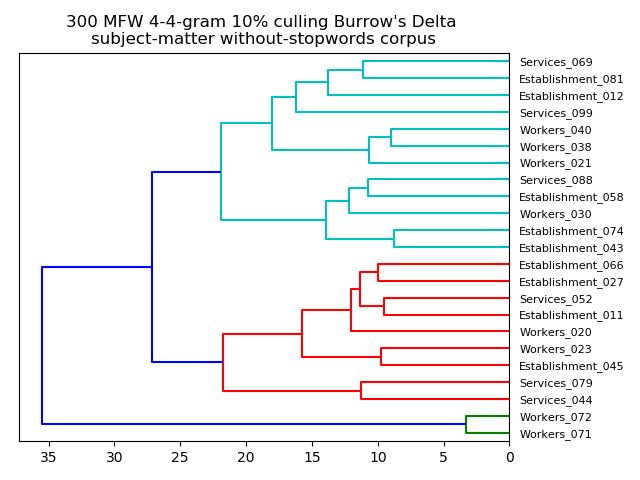 300 MFW 4-4-gram 10% culling Burrow's Delta
subject-matter without-stopwords corpus
Services_069
Establishment_081
Establishment_012
Services_099
Workers_040
Workers_038
Workers_021
Services_088
Establishment_058
Workers_030
Establishment_074
Establishment_043
Establishment_066
Establishment_027
Services_052
Establishment_011
Workers_020
Workers_023
Establishment_045
Services_079
Services_044
Workers_072
Workers_071
35 30 25 20 15 10 5 0